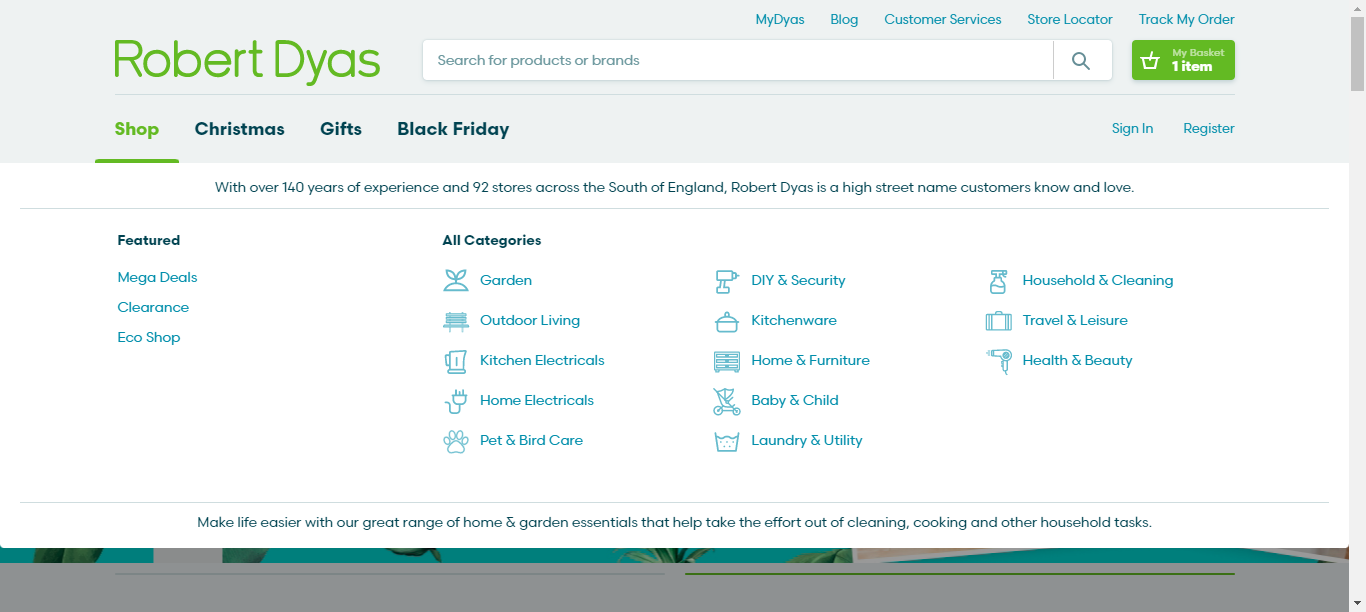 MyDyas Blog Customer Services Store Locator Track My Order
Robert Dyas
Search for products or brands
My Basket
1 item
Shop Christmas Gifts Black Friday
Sign In Register
With over 140 years of experience and 92 stores across the South of England, Robert Dyas is a high street name customers know and love.
Featured
Mega Deals
Clearance
Eco Shop
All Categories
Garden
Outdoor Living
Kitchen Electricals
Home Electricals
Pet & Bird Care
DIY & Security
Kitchenware
Home & Furniture
Baby & Child
Laundry & Utility
Household & Cleaning
Travel & Leisure
Health & Beauty
Make life easier with our great range of home & garden essentials that help take the effort out of cleaning, cooking and other household tasks.